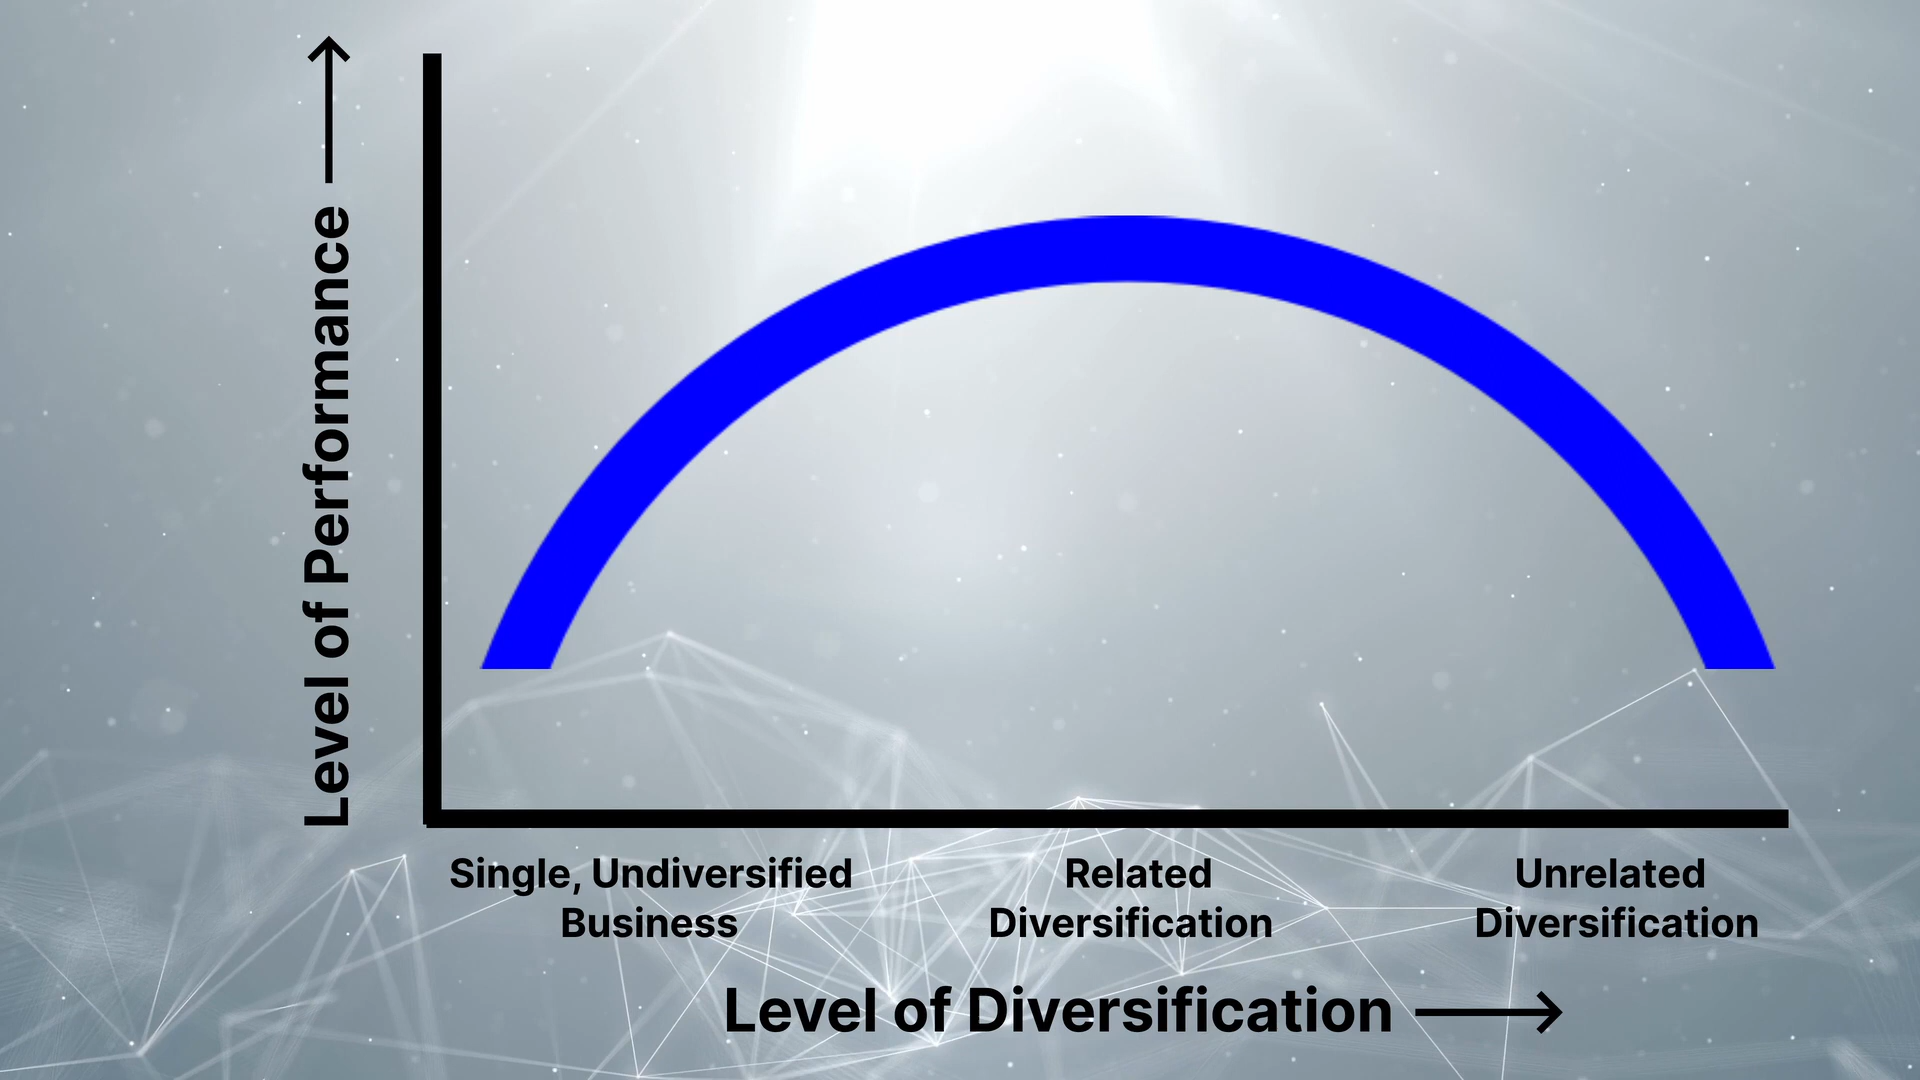 Level of Performance
Single, Undiversified
Business
Related
Diversification
Unrelated
Diversification
Level of Diversification